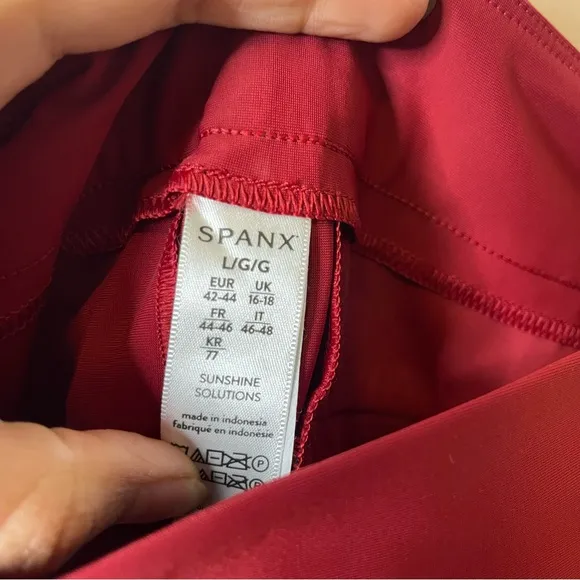 SPANX
L/G/G
EUR UK
42-44 16-18
FR IT
44-46 46-48
KR
77
SUNSHINE
SOLUTIONS
made in indonesia
fabriqué en indonésie
P
P